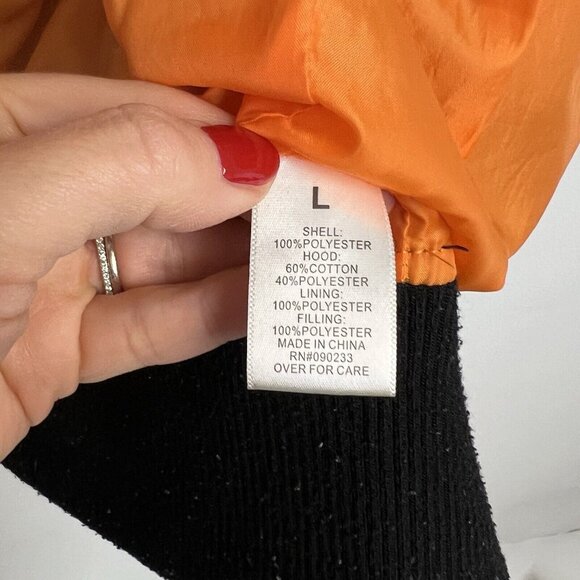 L
SHELL:
100%POLYESTER
HOOD:
60%COTTON
40%POLYESTER
LINING:
100%POLYESTER
FILLING:
100%POLYESTER
MADE IN CHINA
RN#090233
OVER FOR CARE